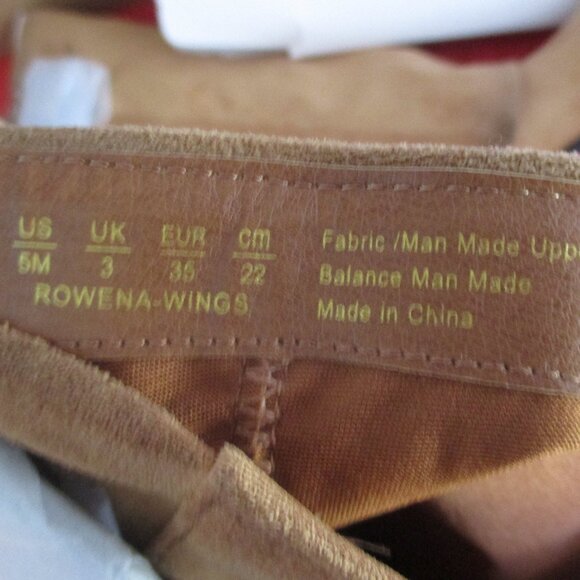 US UK EUR cm
5M 3 35 22
ROWENA-WINGS
Fabric /Man Made Upp
Balance Man Made
Made in China